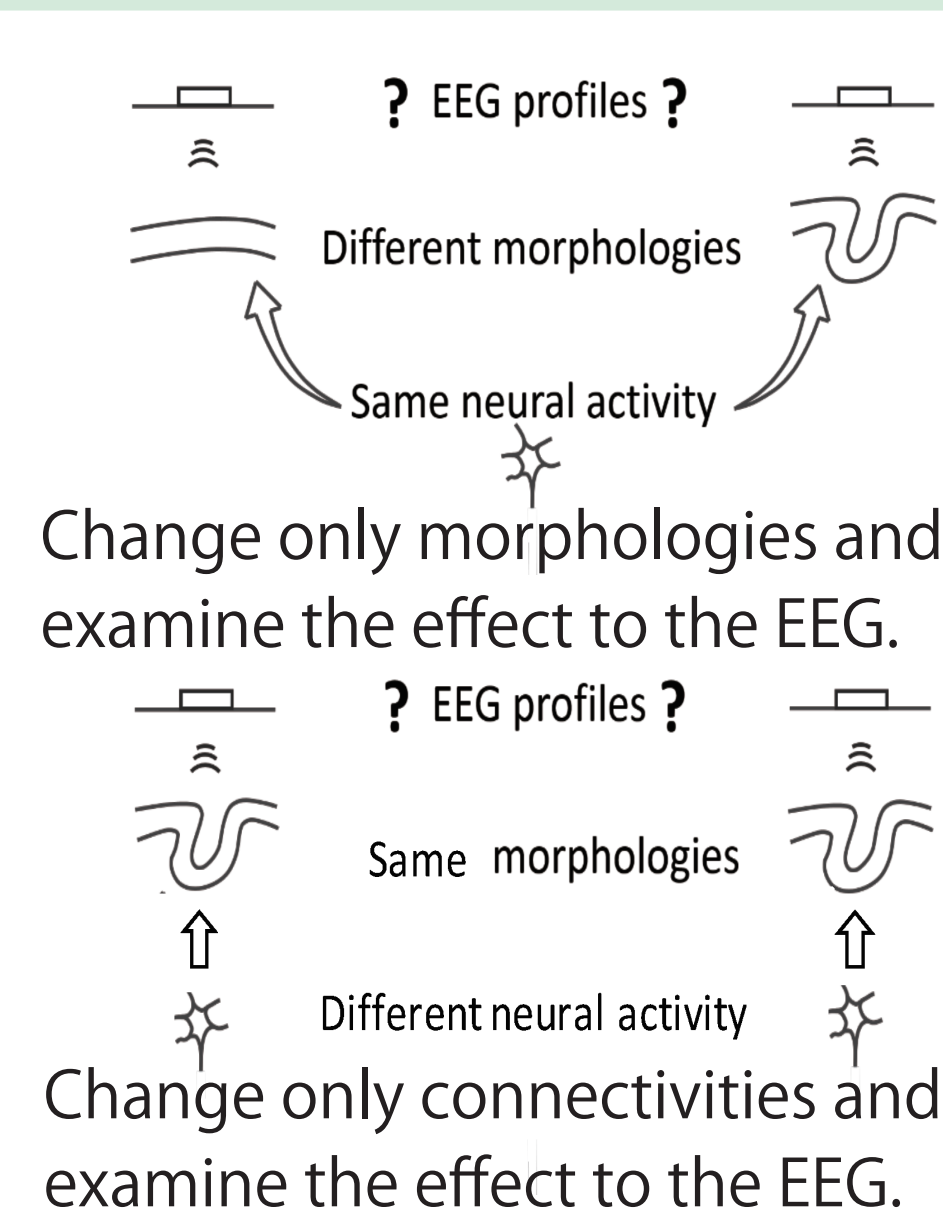 ? EEG profiles ?
Different morphologies
Same neural activity
Change only morphologies and
examine the effect to the EEG.
? EEG profiles ?
Same morphologies
Different neural activity
Change only connectivities and
examine the effect to the EEG.